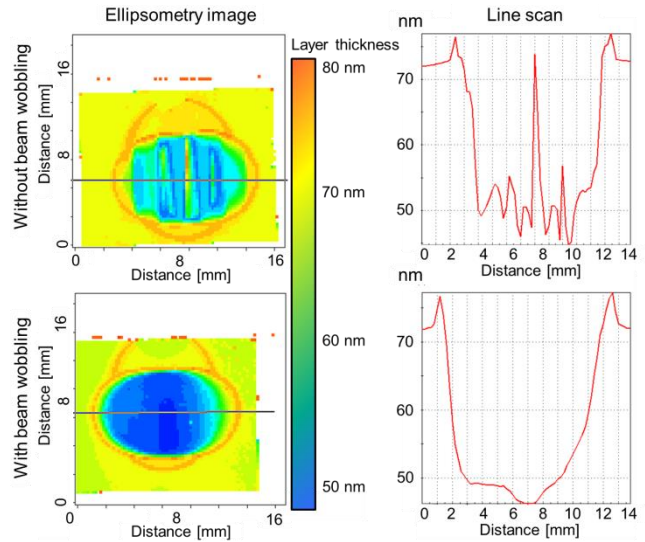 Ellipsometry image
Line scan
Without beam wobbling
Distance [mm]
16
8
0
0 8 16
Distance [mm]
Layer thickness
80 nm
70 nm
60 nm
50 nm
nm
70
60
50
0 2 4 6 8 10 12 14
Distance [mm]
With beam wobbling
Distance [mm]
16
8
0
0 8 16
Distance [mm]
nm
70
60
50
0 2 4 6 8 10 12 14
Distance [mm]